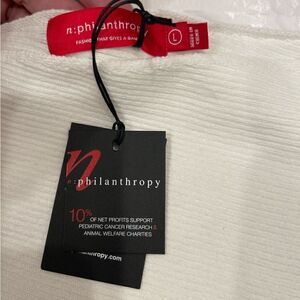 n:philanthropy
FASHION THAT GIVES A DAMN
L
MADE IN
CHINA
n
n:philanthropy
10%
OF NET PROFITS SUPPORT
PEDIATRIC CANCER RESEARCH &
ANIMAL WELFARE CHARITIES
nthropy.com